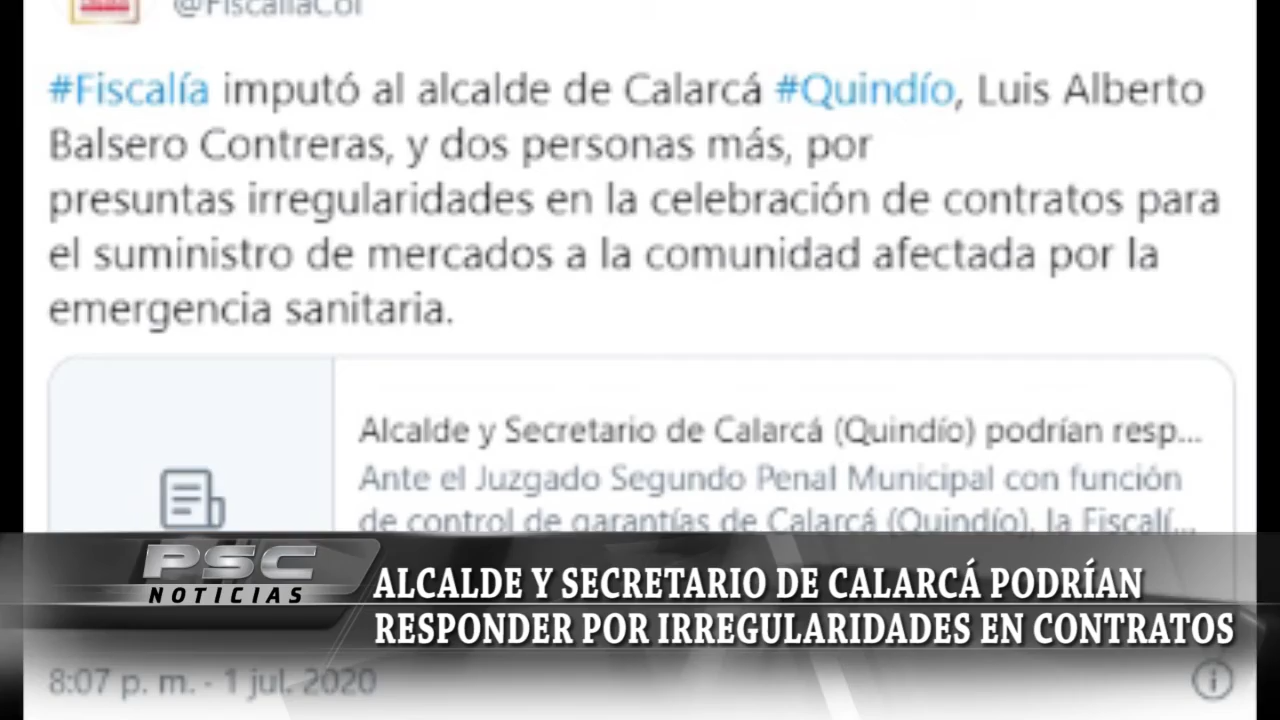 @FiscaliaCol
#Fiscalía imputó al alcalde de Calarcá #Quindío, Luis Alberto
Balsero Contreras, y dos personas más, por
presuntas irregularidades en la celebración de contratos para
el suministro de mercados a la comunidad afectada por la
emergencia sanitaria.
Alcalde y Secretario de Calarcá (Quindío) podrían resp...
Ante el Juzgado Segundo Penal Municipal con función
de control de garantías de Calarcá (Quindío), la Fiscalí...
PSC
NOTICIAS
ALCALDE Y SECRETARIO DE CALARCÁ PODRÍAN
RESPONDER POR IRREGULARIDADES EN CONTRATOS
8:07 p. m. - 1 jul. 2020